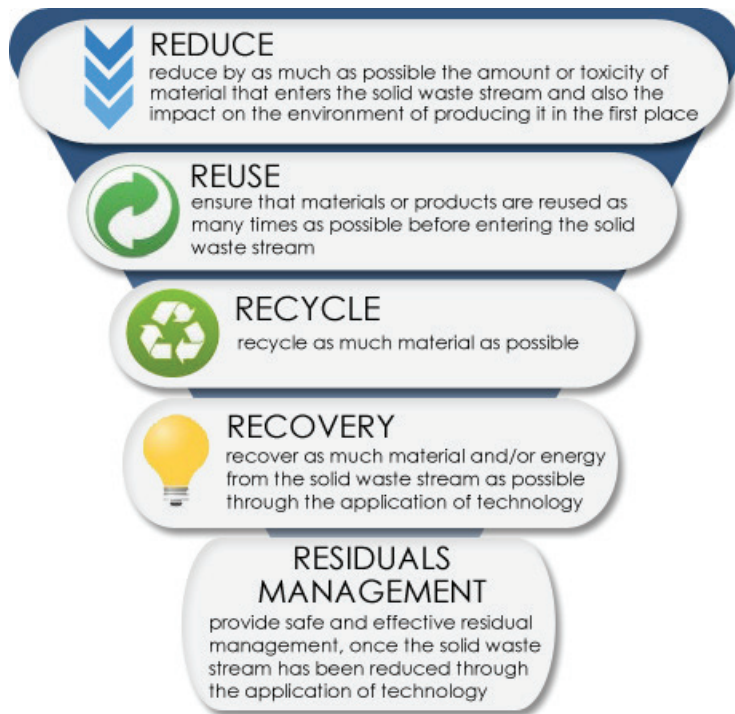 REDUCE
reduce by as much as possible the amount or toxicity of
material that enters the solid waste stream and also the
impact on the environment of producing it in the first place
REUSE
ensure that materials or products are reused as
many times as possible before entering the solid
waste stream
RECYCLE
recycle as much material as possible
RECOVERY
recover as much material and/or energy
from the solid waste stream as possible
through the application of technology
RESIDUALS
MANAGEMENT
provide safe and effective residual
management, once the solid waste
stream has been reduced through
the application of technology